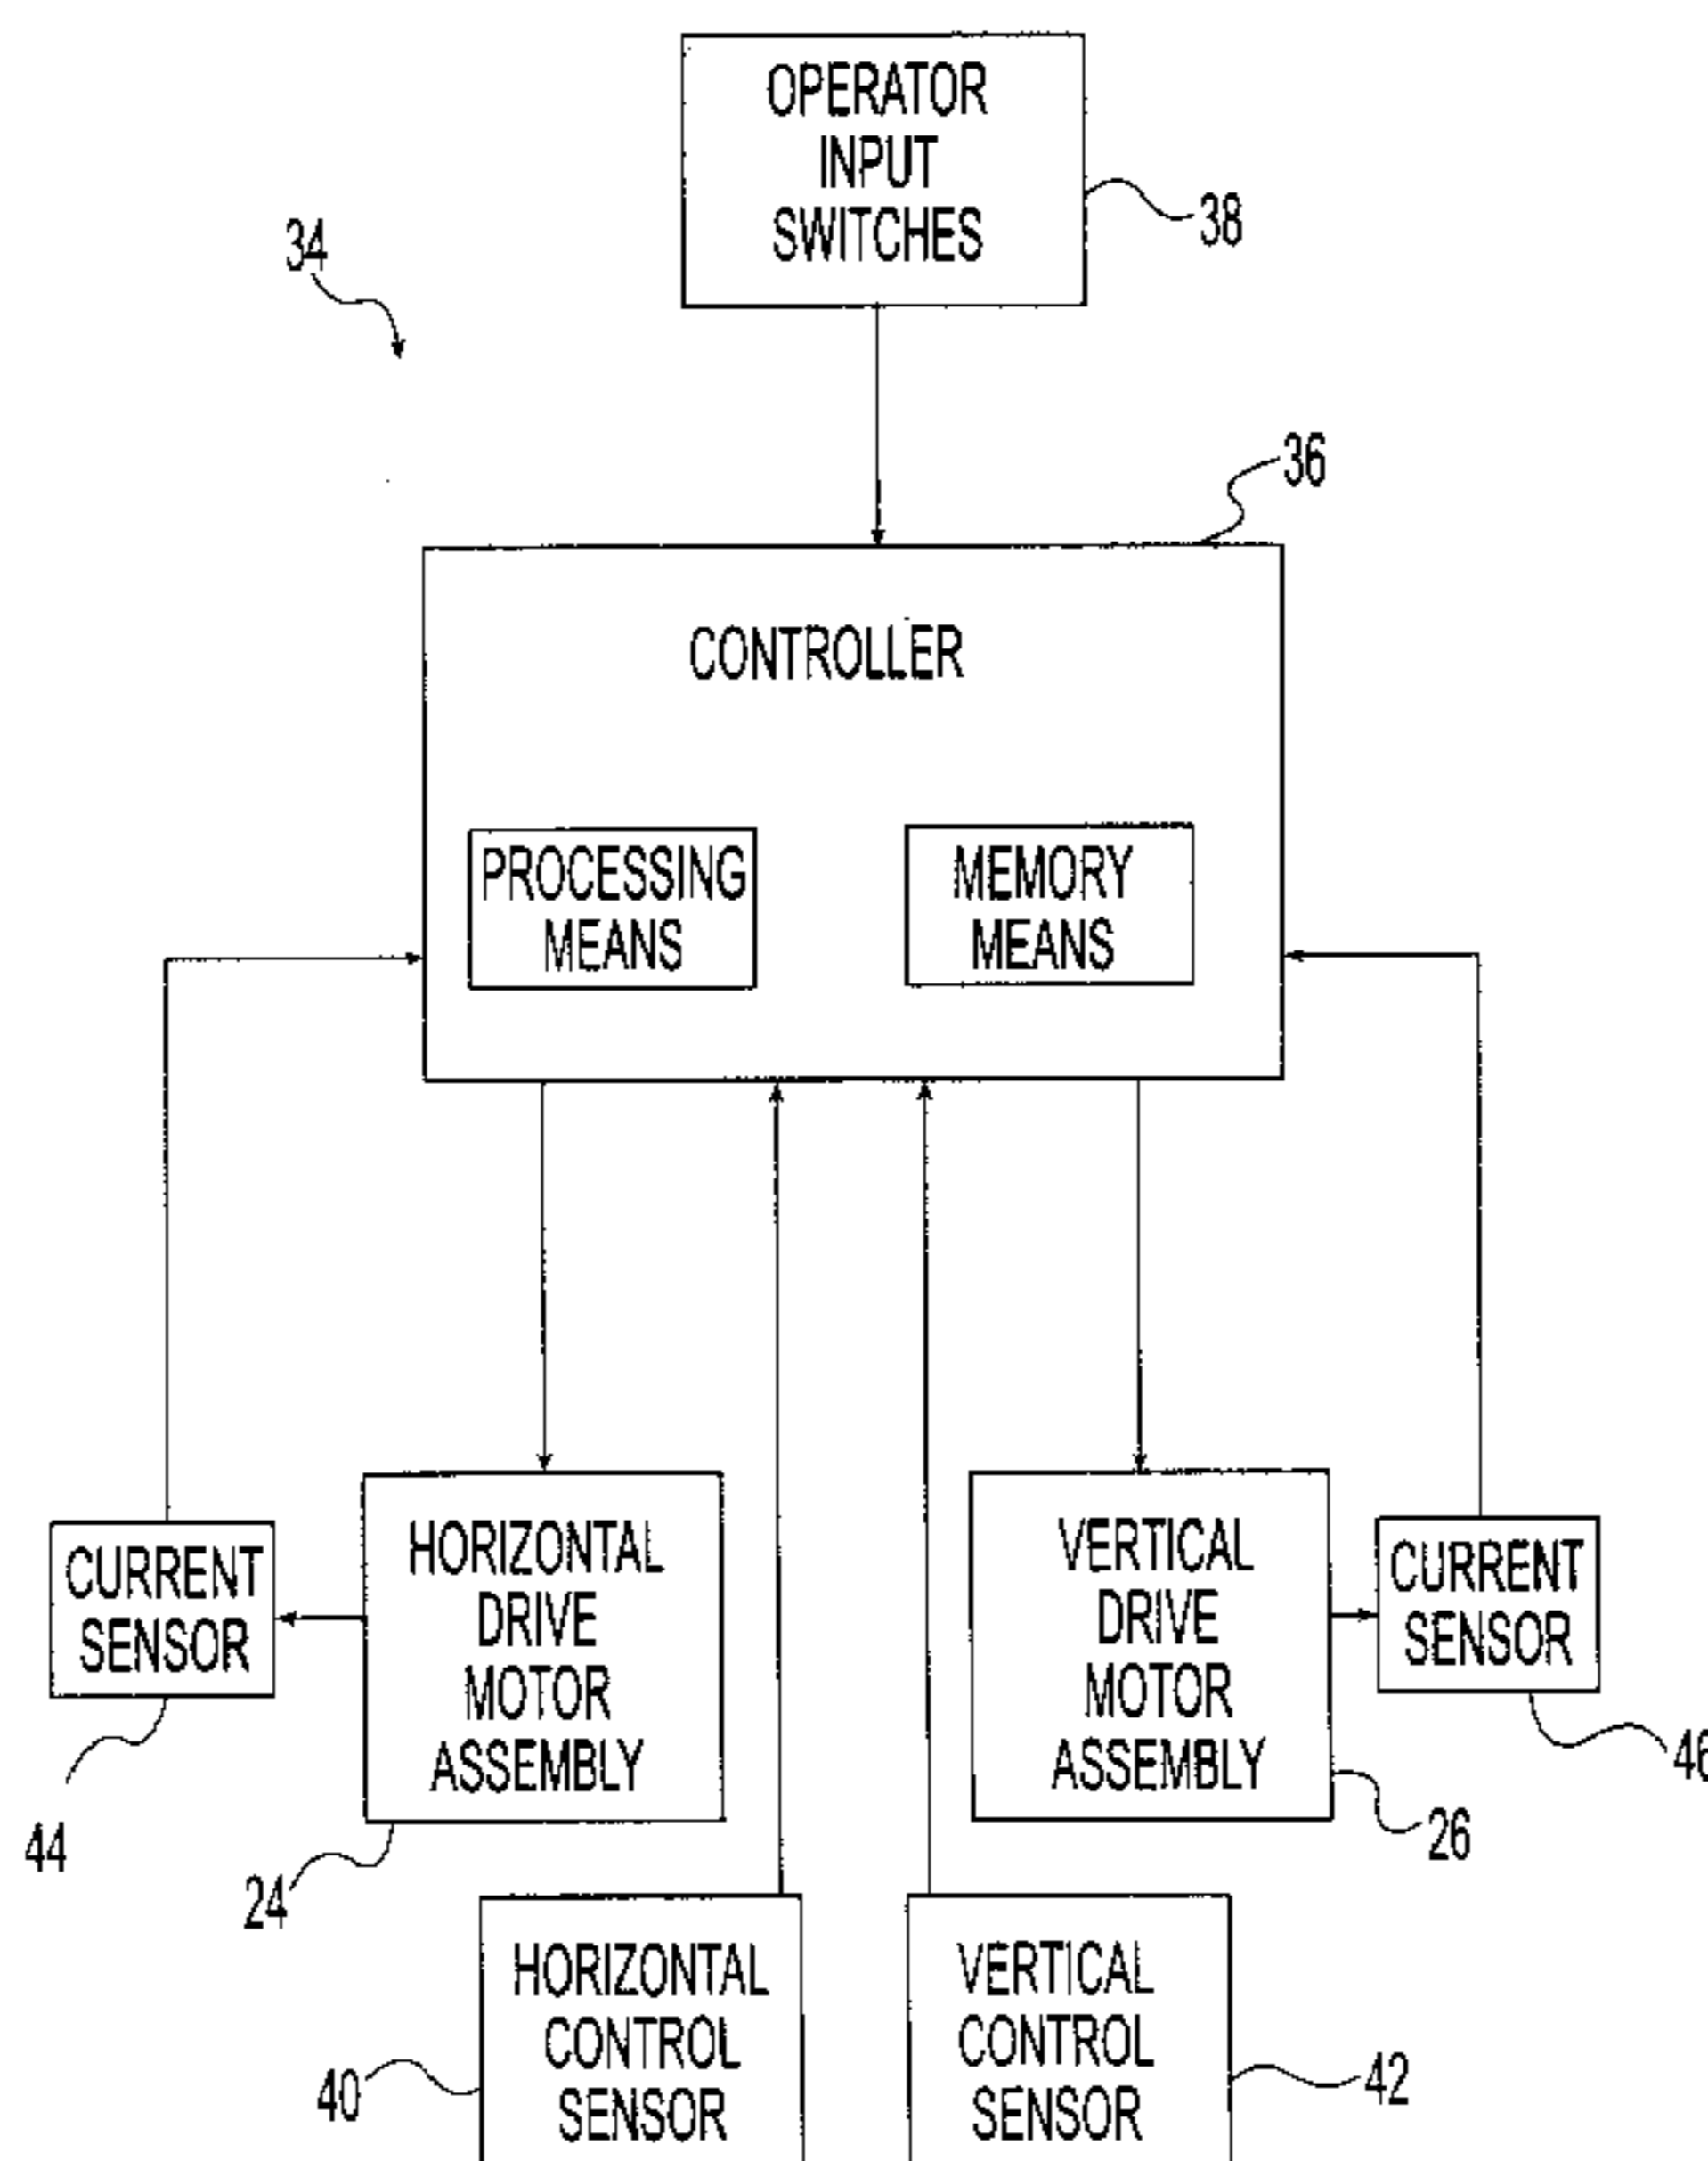 OPERATOR
INPUT
SWITCHES
38
34
36
CONTROLLER
PROCESSING
MEANS
MEMORY
MEANS
CURRENT
SENSOR
HORIZONTAL
DRIVE
MOTOR
ASSEMBLY
VERTICAL
DRIVE
MOTOR
ASSEMBLY
CURRENT
SENSOR
44
24
26
46
HORIZONTAL
CONTROL
SENSOR
40
VERTICAL
CONTROL
SENSOR
42